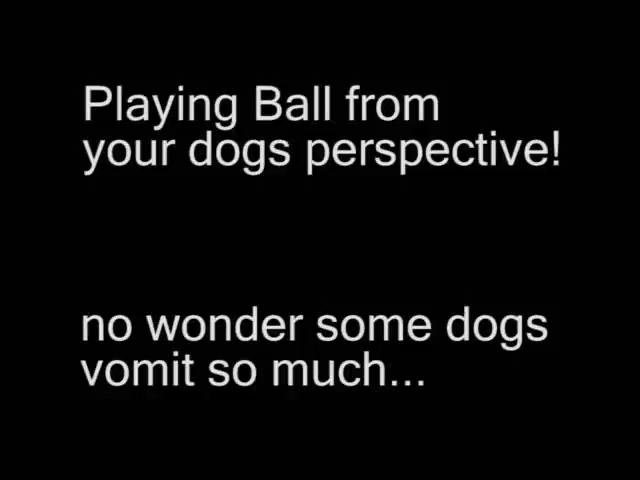 Playing Ball from
your dogs perspective!
no wonder some dogs
vomit so much...